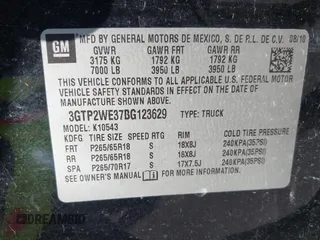 GM
MFD BY GENERAL MOTORS DE MEXICO, S. DE R.L. DE C.V. 08/10
GVWR GAWR FRT GAWR RR
3175 KG 1792 KG 1792 KG
7000 LB 3950 LB 3950 LB
THIS VEHICLE CONFORMS TO ALL APPLICABLE U.S. FEDERAL MOTOR
VEHICLE SAFETY STANDARDS IN EFFECT ON THE DATE OF
MANUFACTURE SHOWN ABOVE.
3GTP2WE37BG123629 TYPE: TRUCK
MODEL: K10543
KDFG TIRE SIZE SPEED RTG RIM COLD TIRE PRESSURE
FRT P265/65R18 S 18X8J 240KPA(35PSI)
RR P265/65R18 S 18X8J 240KPA(35PSI)
SPA P265/70R17 S 17X7.5J 240KPA(35PSI)
SEE OWNER'S MANUAL FOR ADDITIONAL INFORMATION.
DREAMBID